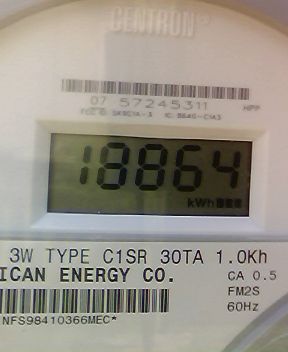 CENTRON®
07 57245311
HPP
18864
kWh
3W TYPE C1SR 30TA 1.0Kh
ICAN ENERGY CO.
CA 0.5
FM2S
60Hz
NFS98410366MEC*